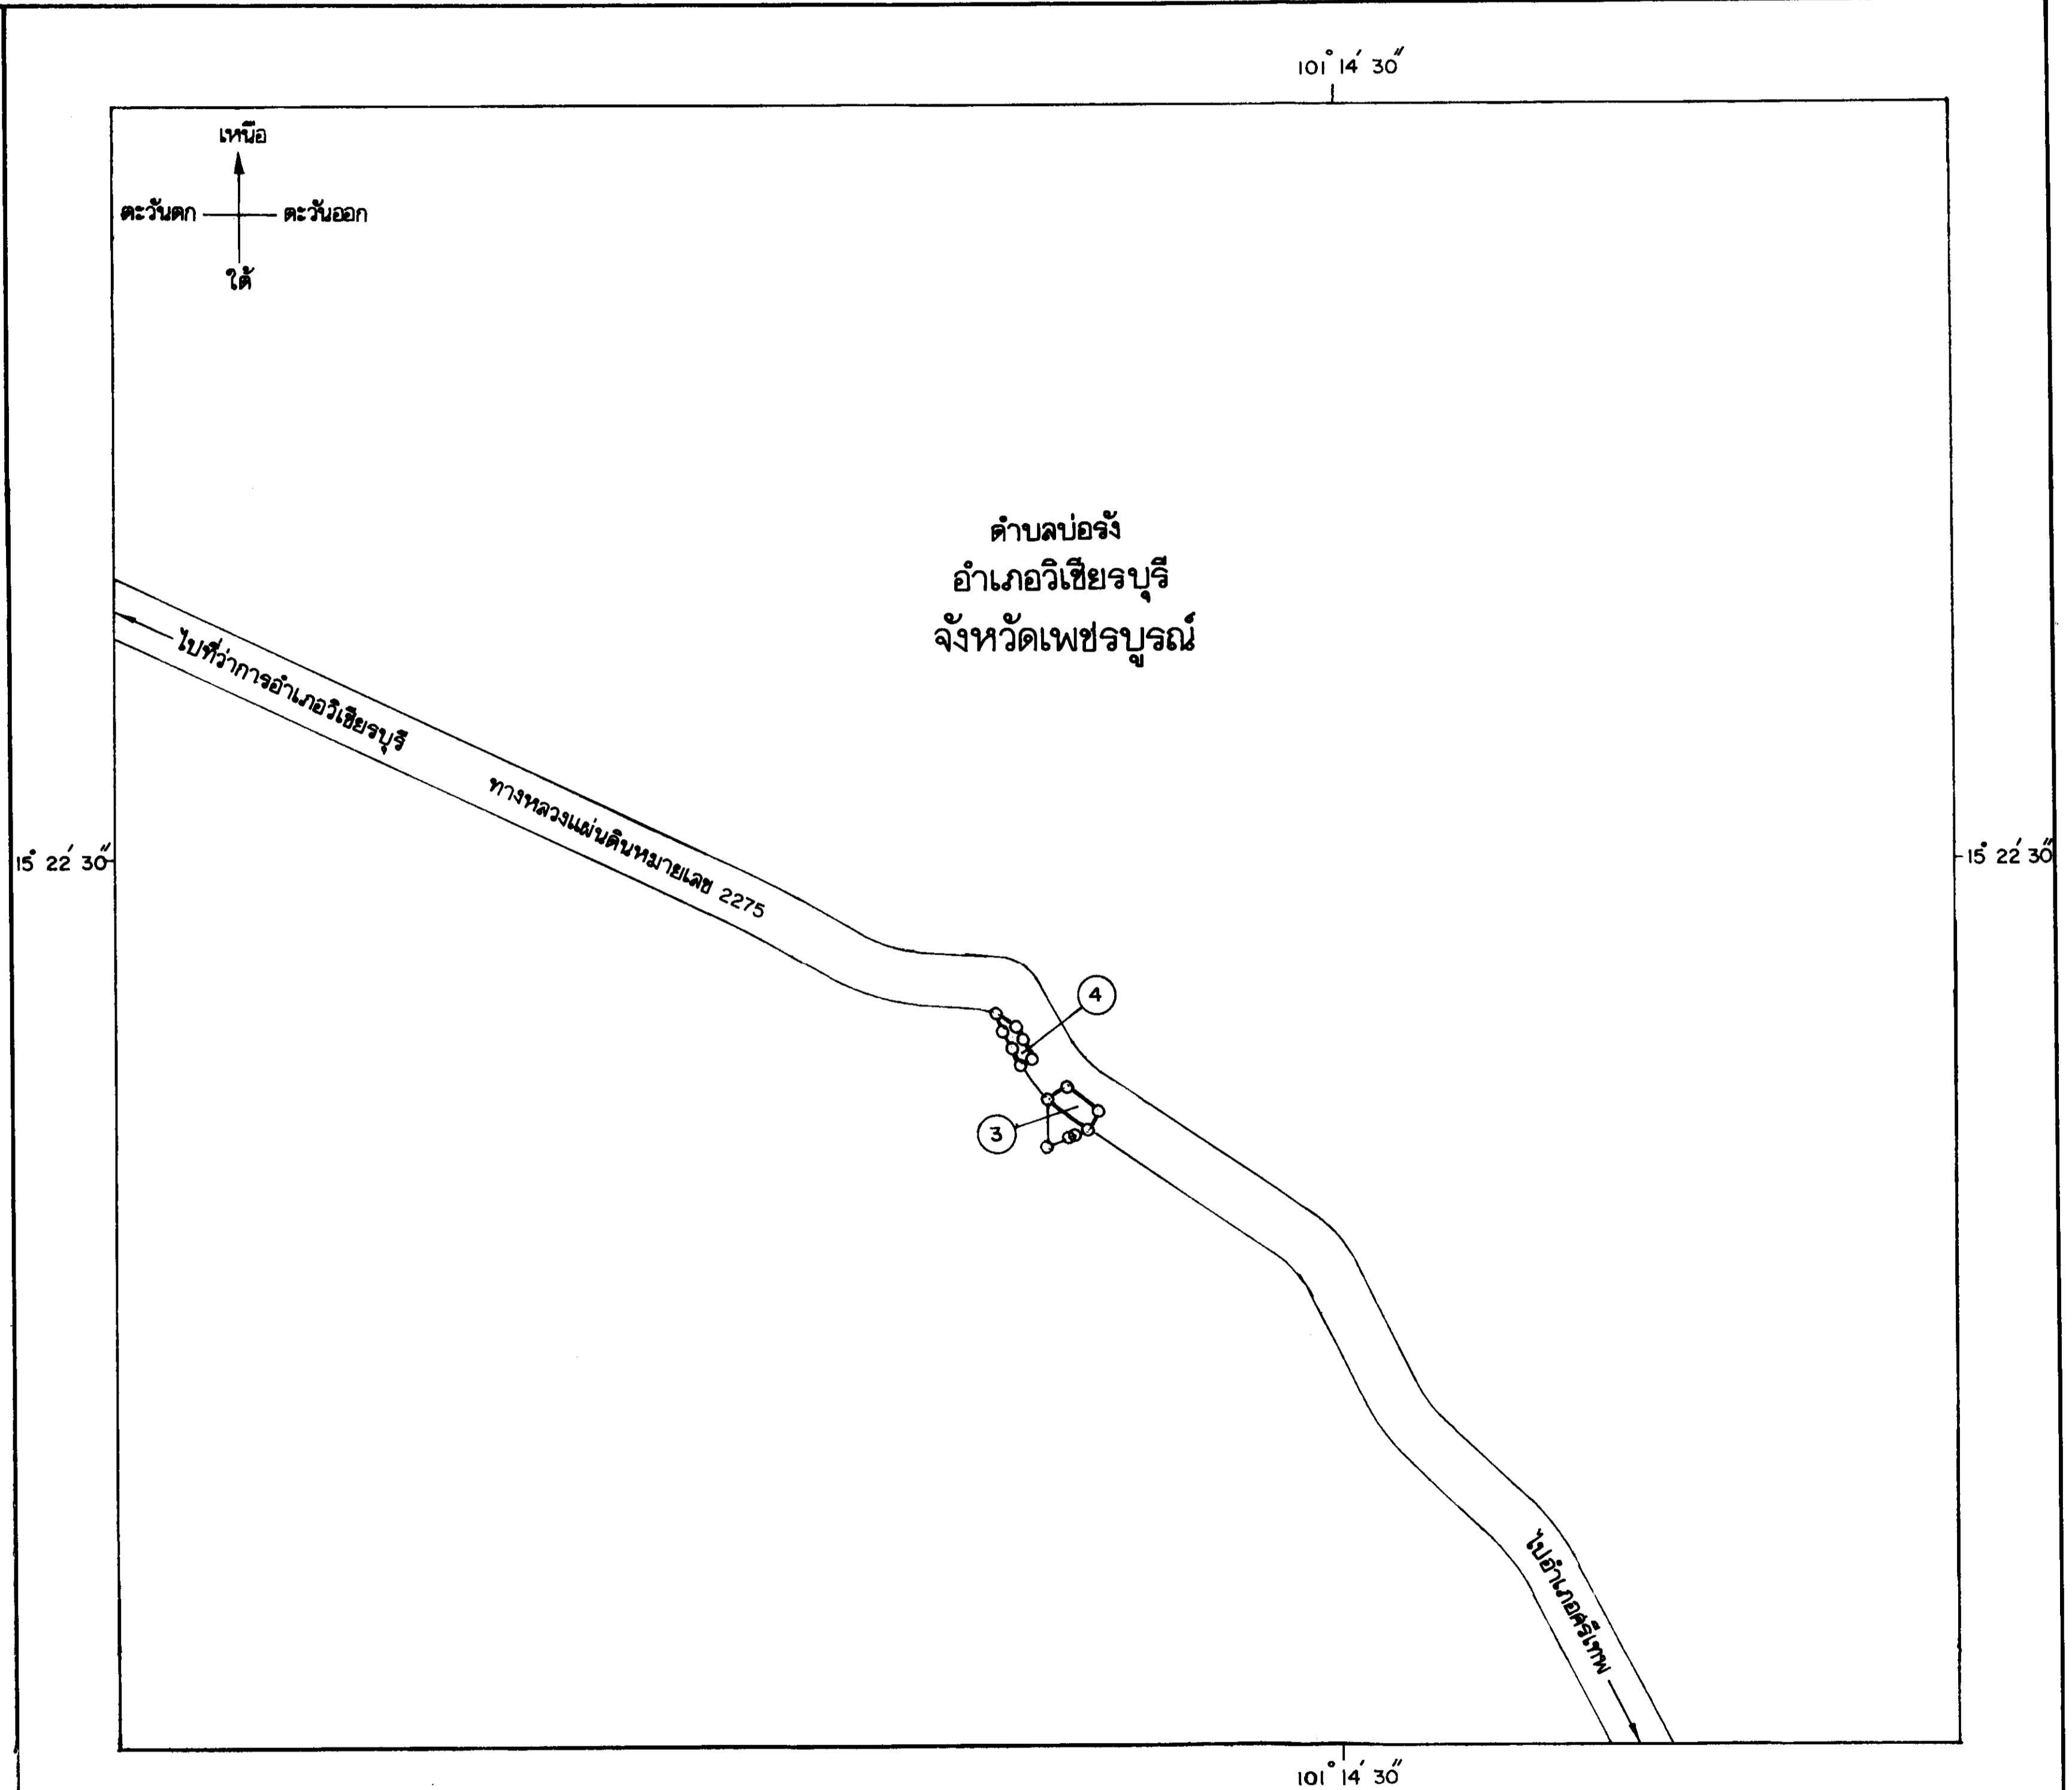 101° 14′ 30″
เหนือ
ตะวันตก
ตะวันออก
ใต้
ตำบลบ่อรัง
อำเภอวิเชียรบุรี
จังหวัดเพชรบูรณ์
ไปที่ว่าการอำเภอวิเชียรบุรี
ทางหลวงแผ่นดินหมายเลข 2275
15° 22′ 30″
15° 22′ 30″
4
3
ไปอำเภอศรีเทพ
101° 14′ 30″